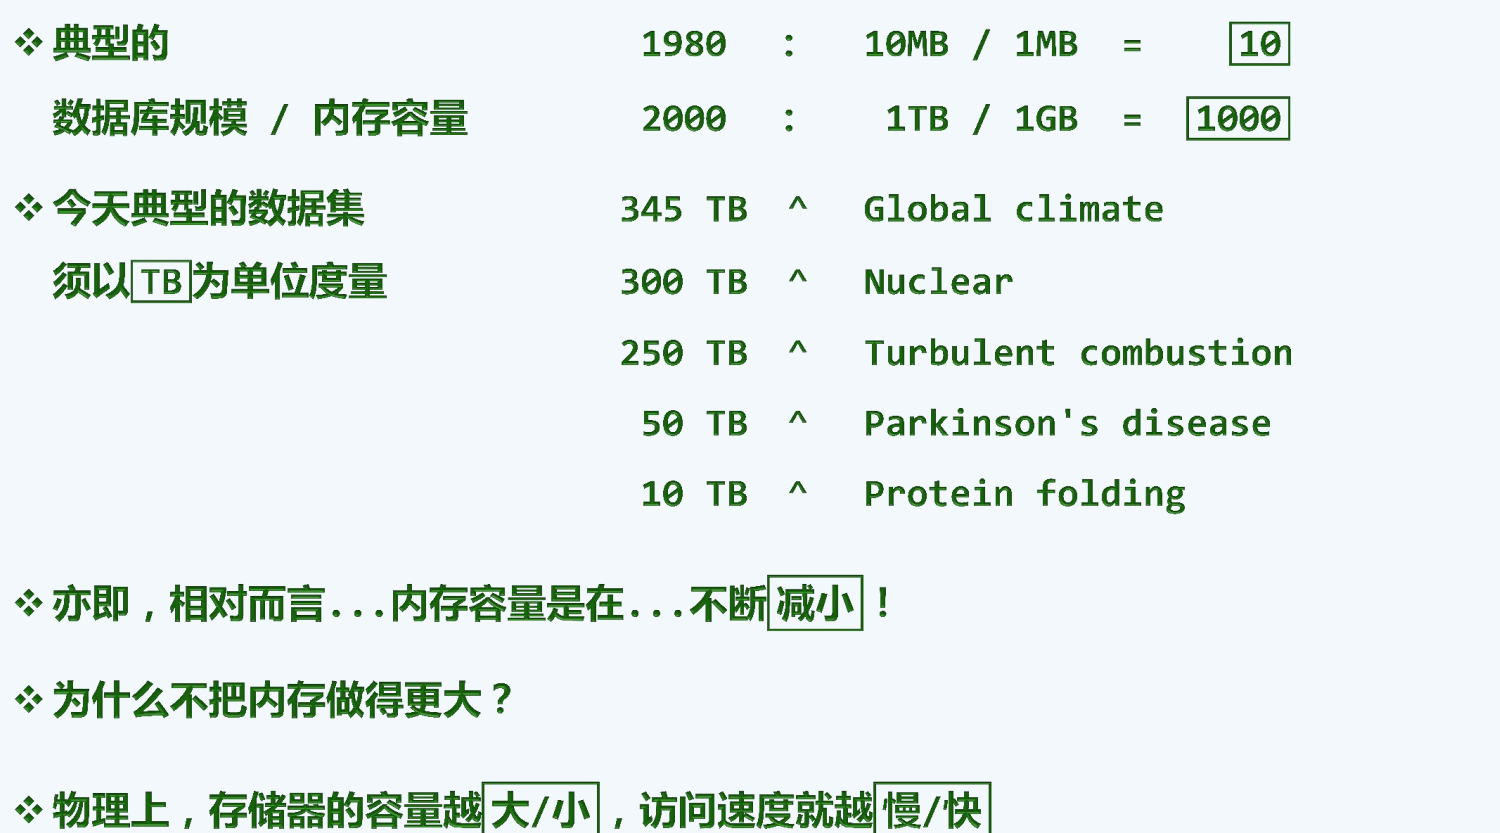 ❖ 典型的 1980 : 10MB / 1MB = 10
数据库规模 / 内存容量 2000 : 1TB / 1GB = 1000
❖ 今天典型的数据集 345 TB ^ Global climate
须以TB为单位度量 300 TB ^ Nuclear
250 TB ^ Turbulent combustion
50 TB ^ Parkinson's disease
10 TB ^ Protein folding
❖ 亦即，相对而言...内存容量是在...不断减小！
❖ 为什么不把内存做得更大？
❖ 物理上，存储器的容量越大/小，访问速度就越慢/快